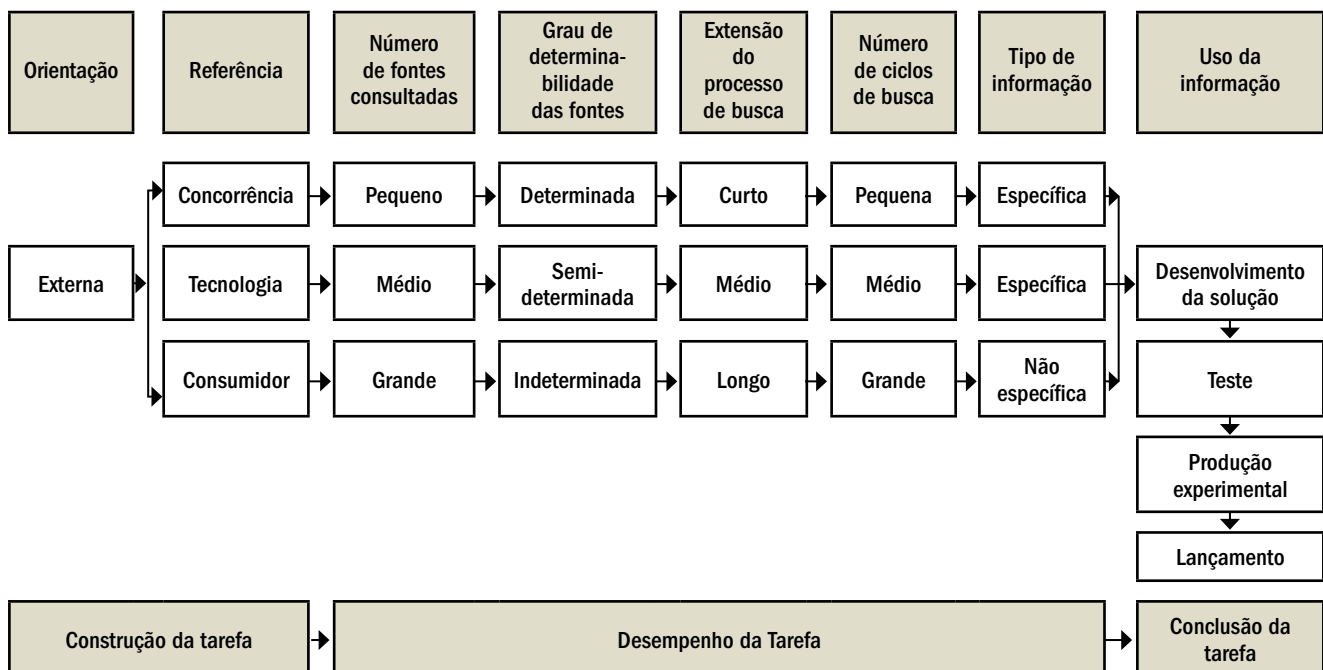 Orientação
Referência
Número
de fontes
consultadas
Grau de
determina-
bilidade
das fontes
Extensão
do
processo
de busca
Número
de ciclos
de busca
Tipo de
informação
Uso da
informação
Concorrência
Pequeno
Determinada
Curto
Pequena
Específica
Externa
Tecnologia
Médio
Semi-
determinada
Médio
Médio
Específica
Desenvolvimento
da solução
Consumidor
Grande
Indeterminada
Longo
Grande
Não
específica
Teste
Produção
experimental
Lançamento
Construção da tarefa
Desempenho da Tarefa
Conclusão da
tarefa